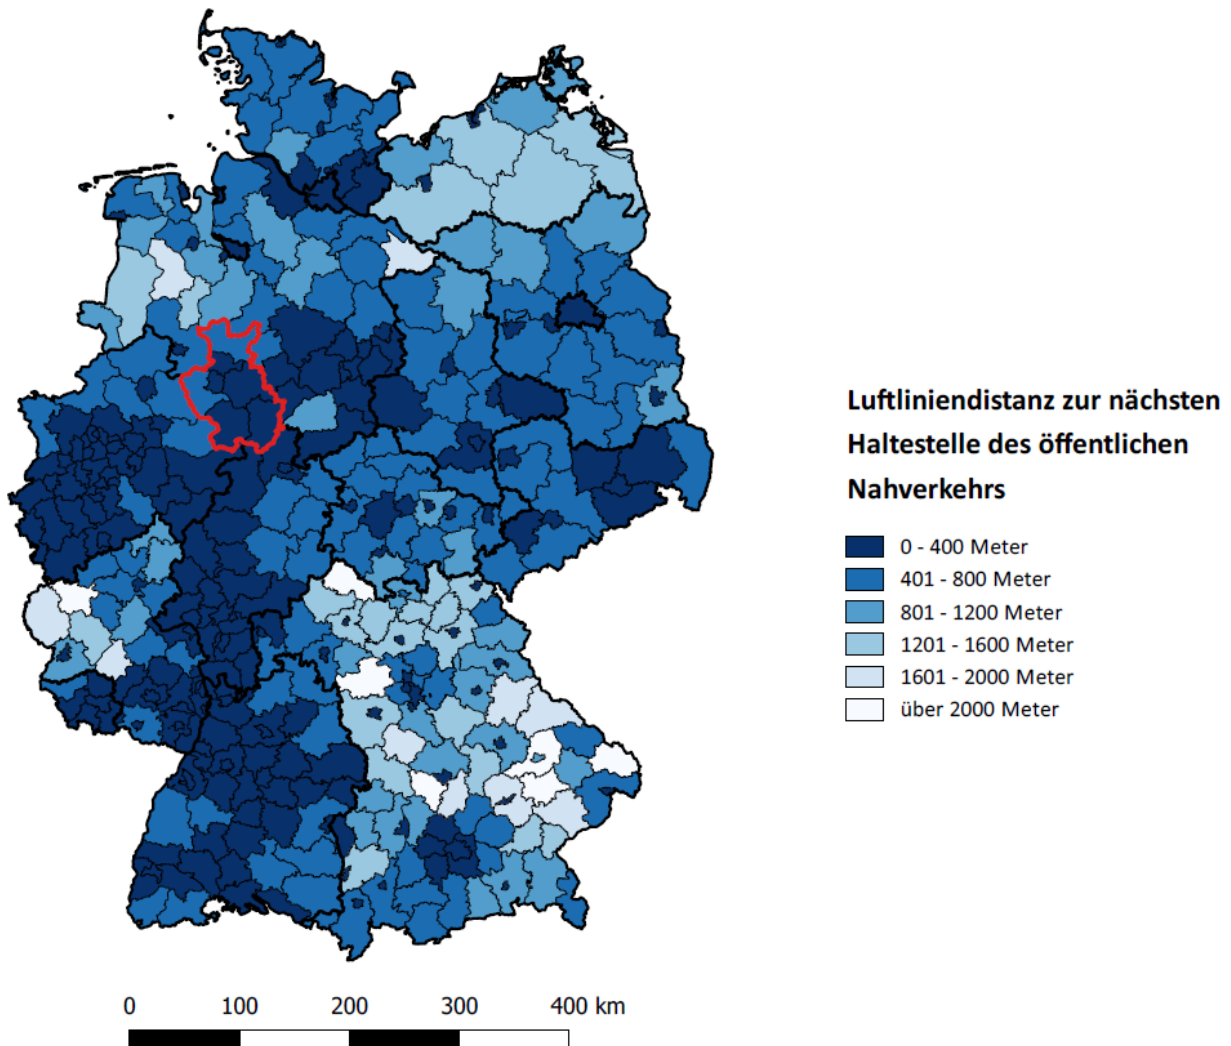 Luftliniendistanz zur nächsten
Haltestelle des öffentlichen
Nahverkehrs
0 - 400 Meter
401 - 800 Meter
801 - 1200 Meter
1201 - 1600 Meter
1601 - 2000 Meter
über 2000 Meter
0 100 200 300 400 km